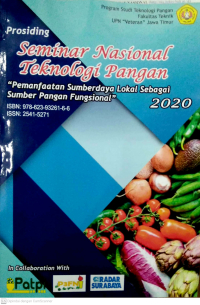 Program Studi Teknologi Pangan
Fakultas Teknik
UPN "Veteran" Jawa Timur
Prosiding
Seminar Nasional
Teknologi Pangan
"Pemanfaatan Sumberdaya Lokal Sebagai
Sumber Pangan Fungsional"
2020
ISBN: 978-623-93261-6-6
ISSN: 2541-5271
In Collaboration With
Patpi
RADAR
SURABAYA